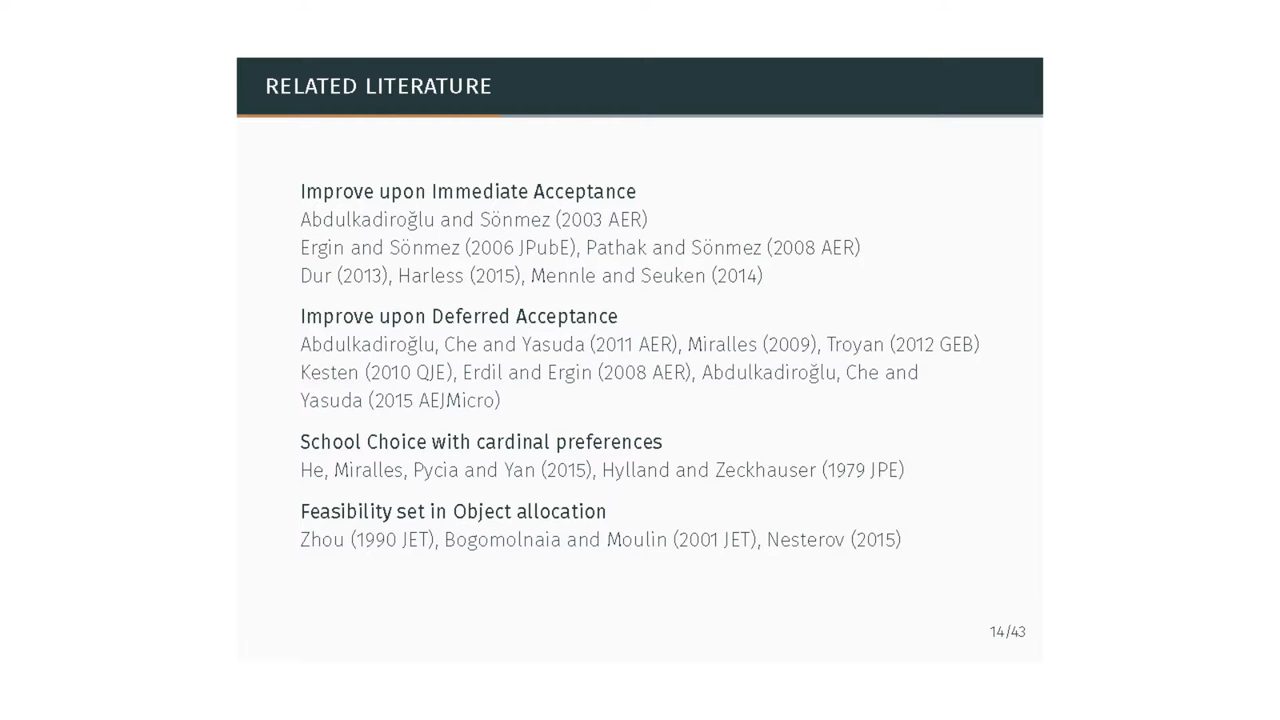 RELATED LITERATURE
Improve upon Immediate Acceptance
Abdulkadiroğlu and Sönmez (2003 AER)
Ergin and Sönmez (2006 JPubE), Pathak and Sönmez (2008 AER)
Dur (2013), Harless (2015), Mennle and Seuken (2014)
Improve upon Deferred Acceptance
Abdulkadiroğlu, Che and Yasuda (2011 AER), Miralles (2009), Troyan (2012 GEB)
Kesten (2010 QJE), Erdil and Ergin (2008 AER), Abdulkadiroğlu, Che and
Yasuda (2015 AEJMicro)
School Choice with cardinal preferences
He, Miralles, Pycia and Yan (2015), Hylland and Zeckhauser (1979 JPE)
Feasibility set in Object allocation
Zhou (1990 JET), Bogomolnaia and Moulin (2001 JET), Nesterov (2015)
14/43